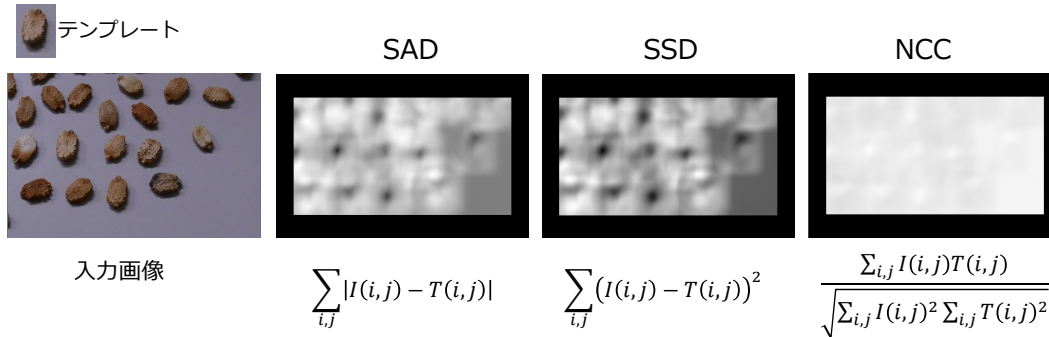 テンプレート
SAD
SSD
NCC
入力画像
∑_{i,j} |I(i,j) − T(i,j)|
∑_{i,j} (I(i,j) − T(i,j))^2
∑_{i,j} I(i,j)T(i,j) / √(∑_{i,j} I(i,j)^2 ∑_{i,j} T(i,j)^2)